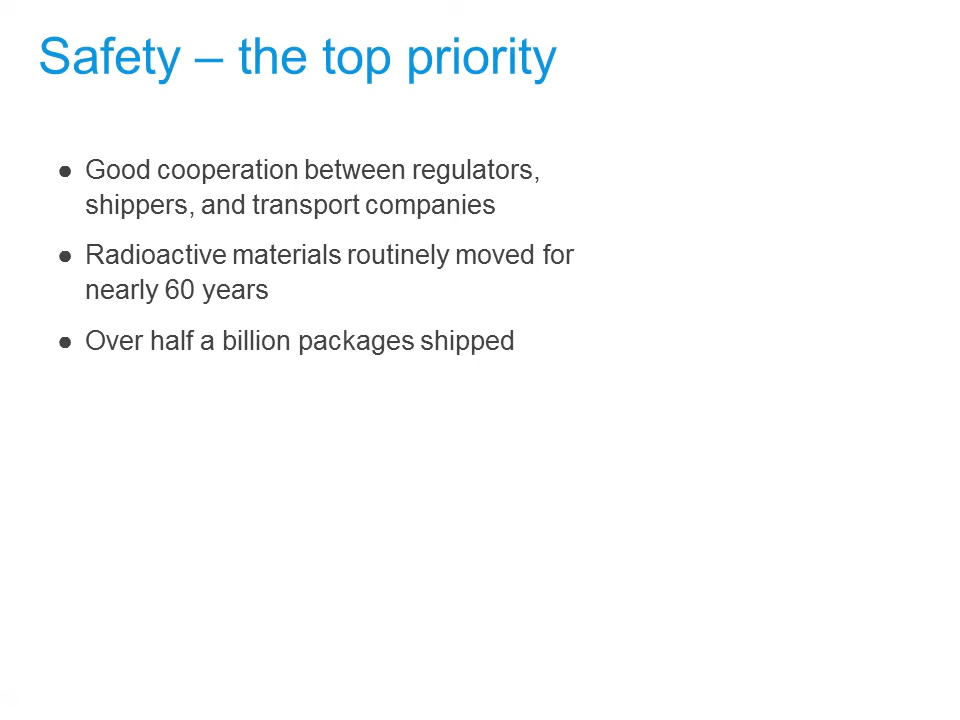 Safety – the top priority
● Good cooperation between regulators,
shippers, and transport companies
● Radioactive materials routinely moved for
nearly 60 years
● Over half a billion packages shipped